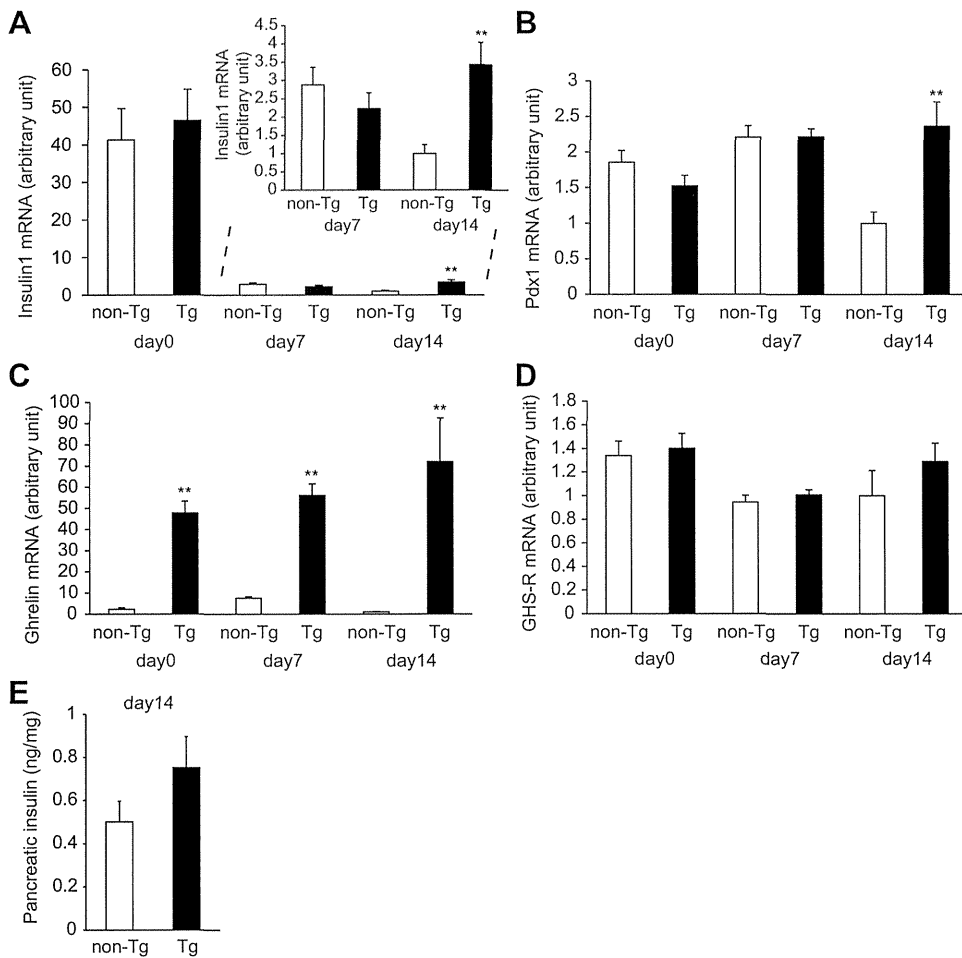 A
Insulin1 mRNA (arbitrary unit)
60
50
40
30
20
10
0
non-Tg Tg non-Tg Tg non-Tg Tg
day0 day7 day14
**
Insulin1 mRNA
(arbitrary unit)
4.5
4
3.5
3
2.5
2
1.5
1
0.5
0
**
non-Tg Tg non-Tg Tg
day7 day14
B
Pdx1 mRNA (arbitrary unit)
3
2.5
2
1.5
1
0.5
0
**
non-Tg Tg non-Tg Tg non-Tg Tg
day0 day7 day14
C
Ghrelin mRNA (arbitrary unit)
100
90
80
70
60
50
40
30
20
10
0
** ** **
non-Tg Tg non-Tg Tg non-Tg Tg
day0 day7 day14
D
GHS-R mRNA (arbitrary unit)
1.8
1.6
1.4
1.2
1
0.8
0.6
0.4
0.2
0
non-Tg Tg non-Tg Tg non-Tg Tg
day0 day7 day14
E
day14
Pancreatic insulin (ng/mg)
1
0.8
0.6
0.4
0.2
0
non-Tg Tg